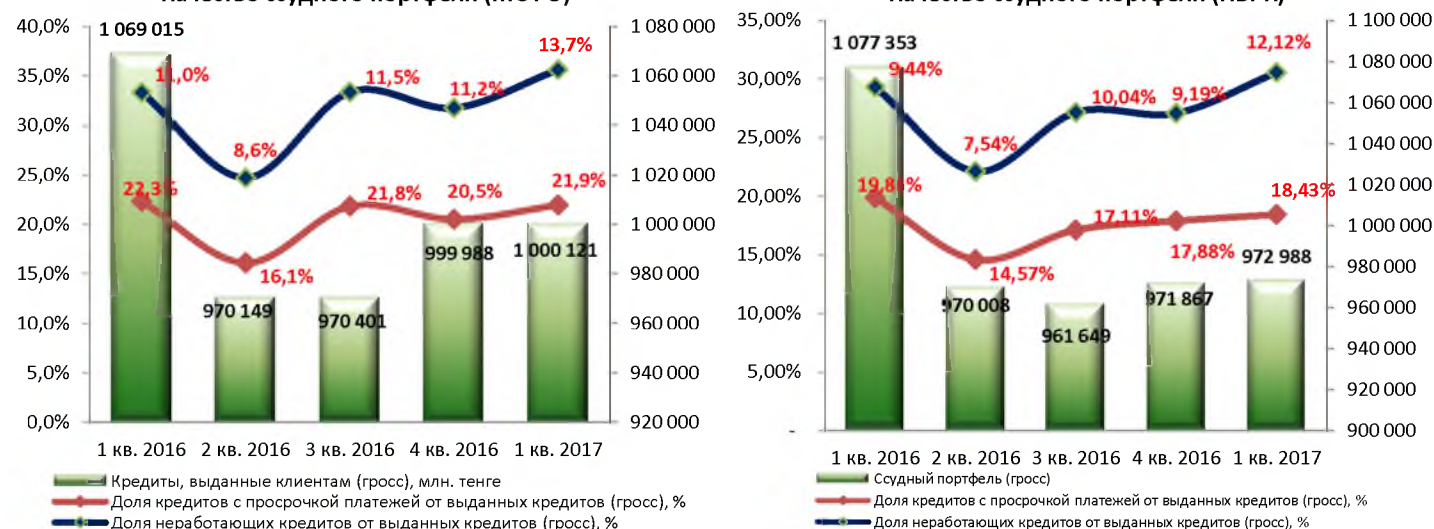 40,0%
35,0%
30,0%
25,0%
20,0%
15,0%
10,0%
5,0%
0,0%
1 069 015
11,0%
8,6%
11,5%
11,2%
13,7%
22,3%
16,1%
21,8%
20,5%
21,9%
970 149
970 401
999 988
1 000 121
1 080 000
1 060 000
1 040 000
1 020 000
1 000 000
980 000
960 000
940 000
920 000
1 кв. 2016 2 кв. 2016 3 кв. 2016 4 кв. 2016 1 кв. 2017
Кредиты, выданные клиентам (гросс), млн. тенге
Доля кредитов с просрочкой платежей от выданных кредитов (гросс), %
Доля неработающих кредитов от выданных кредитов (гросс), %
35,00%
30,00%
25,00%
20,00%
15,00%
10,00%
5,00%
-
1 077 353
9,44%
7,54%
10,04%
9,19%
12,12%
14,57%
17,11%
17,88%
18,43%
970 008
961 649
971 867
972 988
1 100 000
1 080 000
1 060 000
1 040 000
1 020 000
1 000 000
980 000
960 000
940 000
920 000
900 000
1 кв. 2016 2 кв. 2016 3 кв. 2016 4 кв. 2016 1 кв. 2017
Ссудный портфель (гросс)
Доля кредитов с просрочкой платежей от выданных кредитов (гросс), %
Доля неработающих кредитов от выданных кредитов (гросс), %